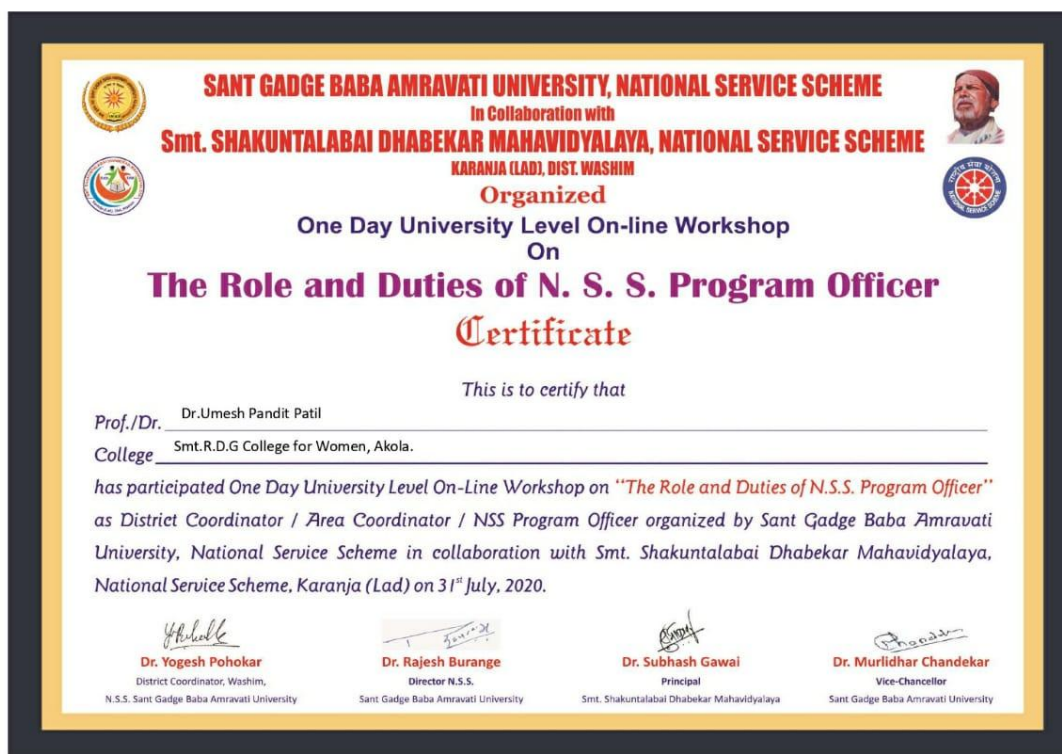 SANT GADGE BABA AMRAVATI UNIVERSITY, NATIONAL SERVICE SCHEME
In Collaboration with
Smt. SHAKUNTALABAI DHABEKAR MAHAVIDYALAYA, NATIONAL SERVICE SCHEME
KARANJA (LAD), DIST. WASHIM
Organized
One Day University Level On-line Workshop
On
The Role and Duties of N. S. S. Program Officer
Certificate
This is to certify that
Prof./Dr. Dr.Umesh Pandit Patil
College Smt.R.D.G College for Women, Akola.
has participated One Day University Level On-Line Workshop on “The Role and Duties of N.S.S. Program Officer”
as District Coordinator / Area Coordinator / NSS Program Officer organized by Sant Gadge Baba Amravati
University, National Service Scheme in collaboration with Smt. Shakuntalabai Dhabekar Mahavidyalaya,
National Service Scheme, Karanja (Lad) on 31st July, 2020.
Dr. Yogesh Pohokar
District Coordinator, Washim,
N.S.S. Sant Gadge Baba Amravati University
Dr. Rajesh Burange
Director N.S.S.
Sant Gadge Baba Amravati University
Dr. Subhash Gawai
Principal
Smt. Shakuntalabai Dhabekar Mahavidyalaya
Dr. Murlidhar Chandekar
Vice-Chancellor
Sant Gadge Baba Amravati University
राष्ट्रीय सेवा योजना
NATIONAL SERVICE SCHEME